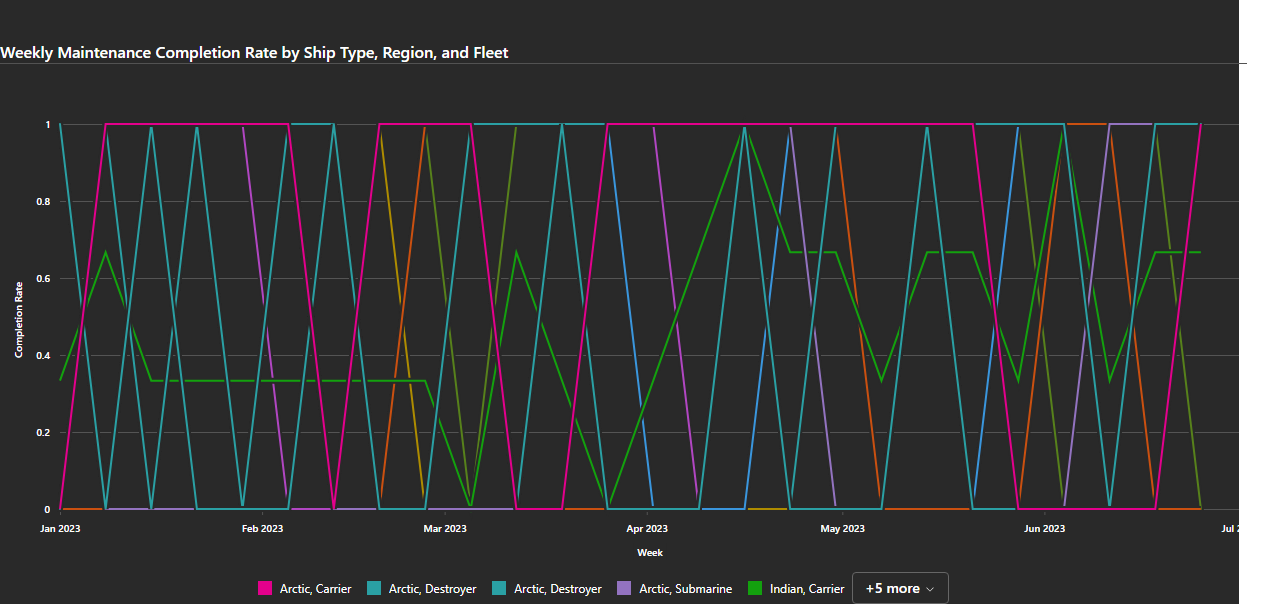 Weekly Maintenance Completion Rate by Ship Type, Region, and Fleet
1
0.8
0.6
0.4
0.2
0
Completion Rate
Jan 2023 Feb 2023 Mar 2023 Apr 2023 May 2023 Jun 2023 Jul 2
Week
Arctic, Carrier Arctic, Destroyer Arctic, Destroyer Arctic, Submarine Indian, Carrier +5 more